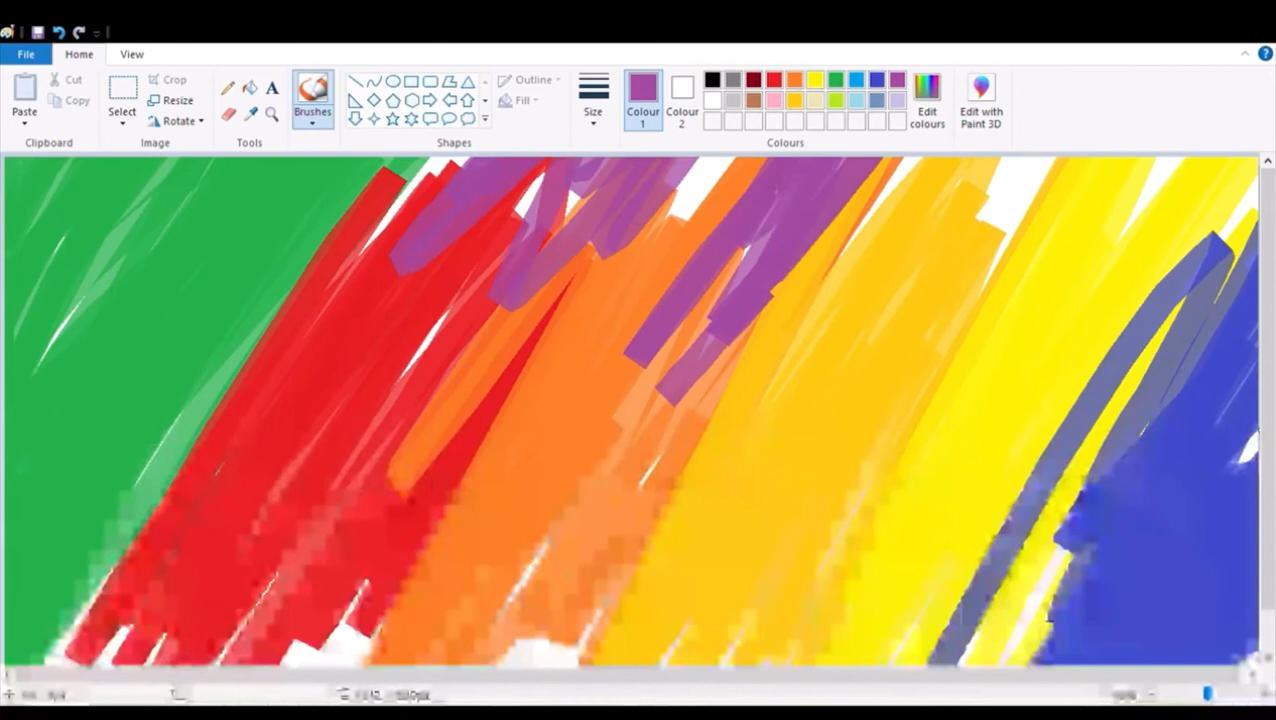 File Home View
Cut
Copy
Paste
Clipboard
Crop
Resize
Rotate
Select
Image
A
Tools
Brushes
Outline
Fill
Shapes
Size
Colour
1
Colour
2
Edit
colours
Colours
Edit with
Paint 3D
?